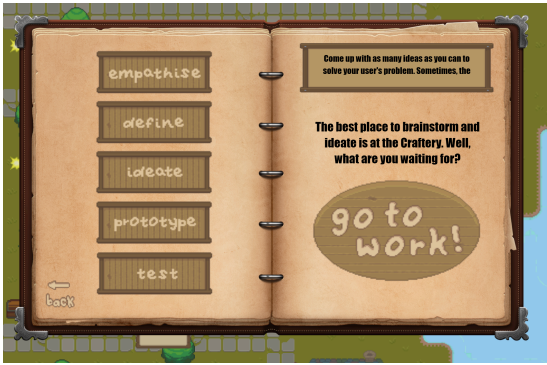 empathise
define
ideate
prototype
test
back
Come up with as many ideas as you can to
solve your user's problem. Sometimes, the
The best place to brainstorm and
ideate is at the Craftery. Well,
what are you waiting for?
go to
work!